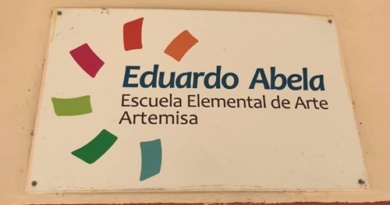 Eduardo Abela
Escuela Elemental de Arte
Artemisa